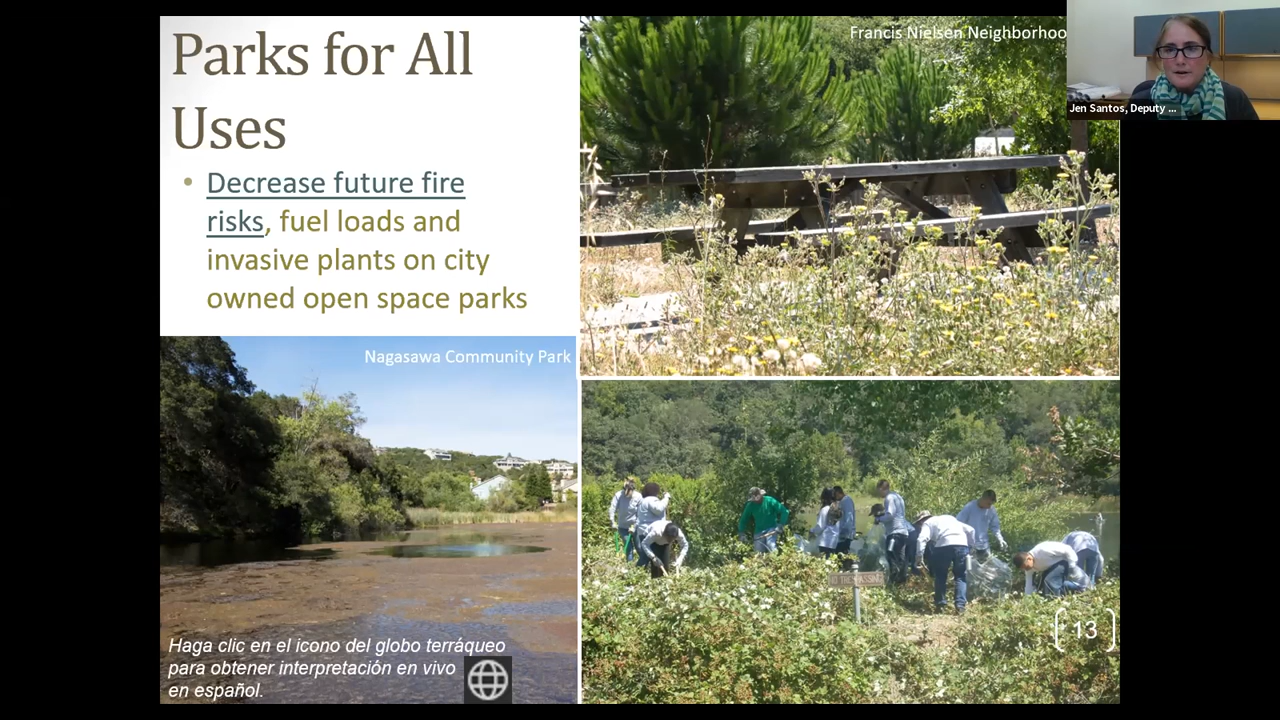 Parks for All
Uses
• Decrease future fire
risks, fuel loads and
invasive plants on city
owned open space parks
Francis Nielsen Neighborhoo
Jen Santos, Deputy ...
Nagasawa Community Park
NO TRESPASSING
Haga clic en el icono del globo terráqueo
para obtener interpretación en vivo
en español.
13